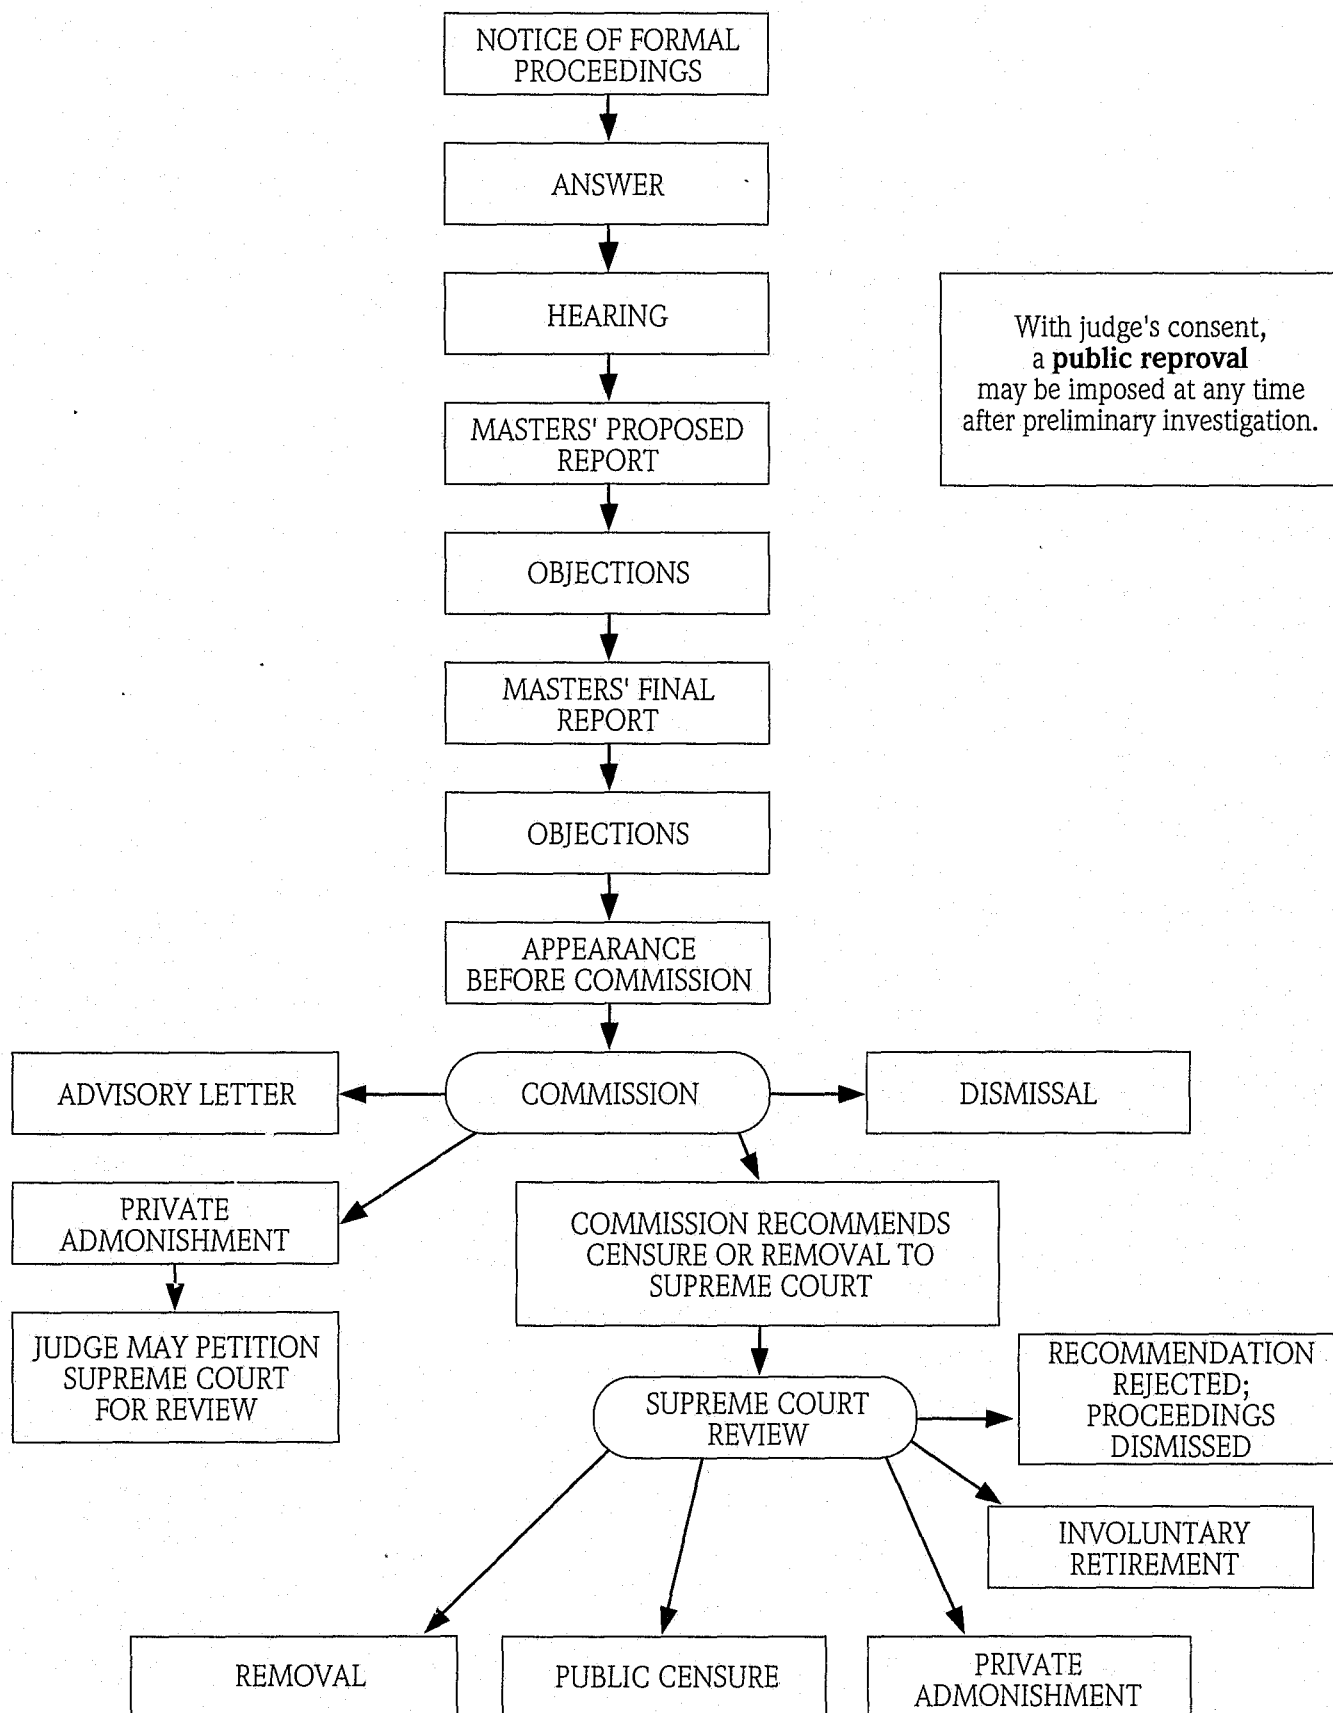 NOTICE OF FORMAL
PROCEEDINGS
ANSWER
HEARING
With judge's consent,
a public reproval
may be imposed at any time
after preliminary investigation.
MASTERS' PROPOSED
REPORT
OBJECTIONS
MASTERS' FINAL
REPORT
OBJECTIONS
APPEARANCE
BEFORE COMMISSION
ADVISORY LETTER
COMMISSION
DISMISSAL
PRIVATE
ADMONISHMENT
COMMISSION RECOMMENDS
CENSURE OR REMOVAL TO
SUPREME COURT
JUDGE MAY PETITION
SUPREME COURT
FOR REVIEW
SUPREME COURT
REVIEW
RECOMMENDATION
REJECTED;
PROCEEDINGS
DISMISSED
INVOLUNTARY
RETIREMENT
REMOVAL
PUBLIC CENSURE
PRIVATE
ADMONISHMENT